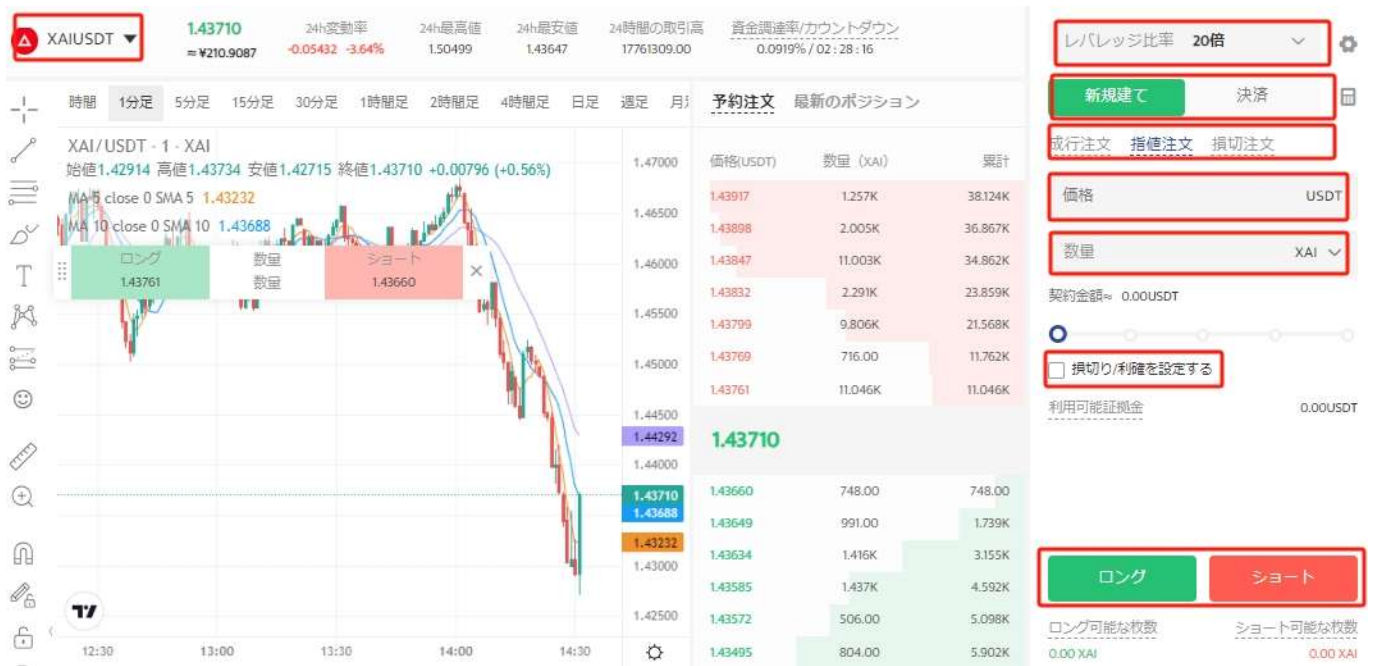 XAIUSDT
1.43710
≈ ¥210.9087
24h変動率
-0.05432 -3.64%
24h最高値
1.50499
24h最安値
1.43647
24時間の取引高
17761309.00
資金調達率/カウントダウン
0.0919% / 02 : 28 : 16
時間 1分足 5分足 15分足 30分足 1時間足 2時間足 4時間足 日足 週足
XAI/USDT · 1 · XAI
始値1.42914 高値1.43734 安値1.42715 終値1.43710 +0.00796 (+0.56%)
MA 5 close 0 SMA 5 1.43232
MA 10 close 0 SMA 10 1.43688
ロング 数量 ショート
1.43761 数量 1.43660
1.47000
1.46500
1.46000
1.45500
1.45000
1.44500
1.44292
1.44000
1.43710
1.43688
1.43232
1.43000
1.42500
12:30 13:00 13:30 14:00 14:30
予約注文 最新のポジション
価格(USDT) 数量 (XAI) 累計
1.43917 1.257K 38.124K
1.43898 2.005K 36.867K
1.43847 11.003K 34.862K
1.43832 2.291K 23.859K
1.43799 9.806K 21.568K
1.43769 716.00 11.762K
1.43761 11.046K 11.046K
1.43710
1.43660 748.00 748.00
1.43649 991.00 1.739K
1.43634 1.416K 3.155K
1.43585 1.437K 4.592K
1.43572 506.00 5.098K
1.43495 804.00 5.902K
レバレッジ比率 20倍
新規建て 決済
成行注文 指値注文 損切注文
価格 USDT
数量 XAI
契約金額≈ 0.00USDT
損切り/利確を設定する
利用可能証拠金 0.00USDT
ロング ショート
ロング可能な枚数 ショート可能な枚数
0.00 XAI 0.00 XAI